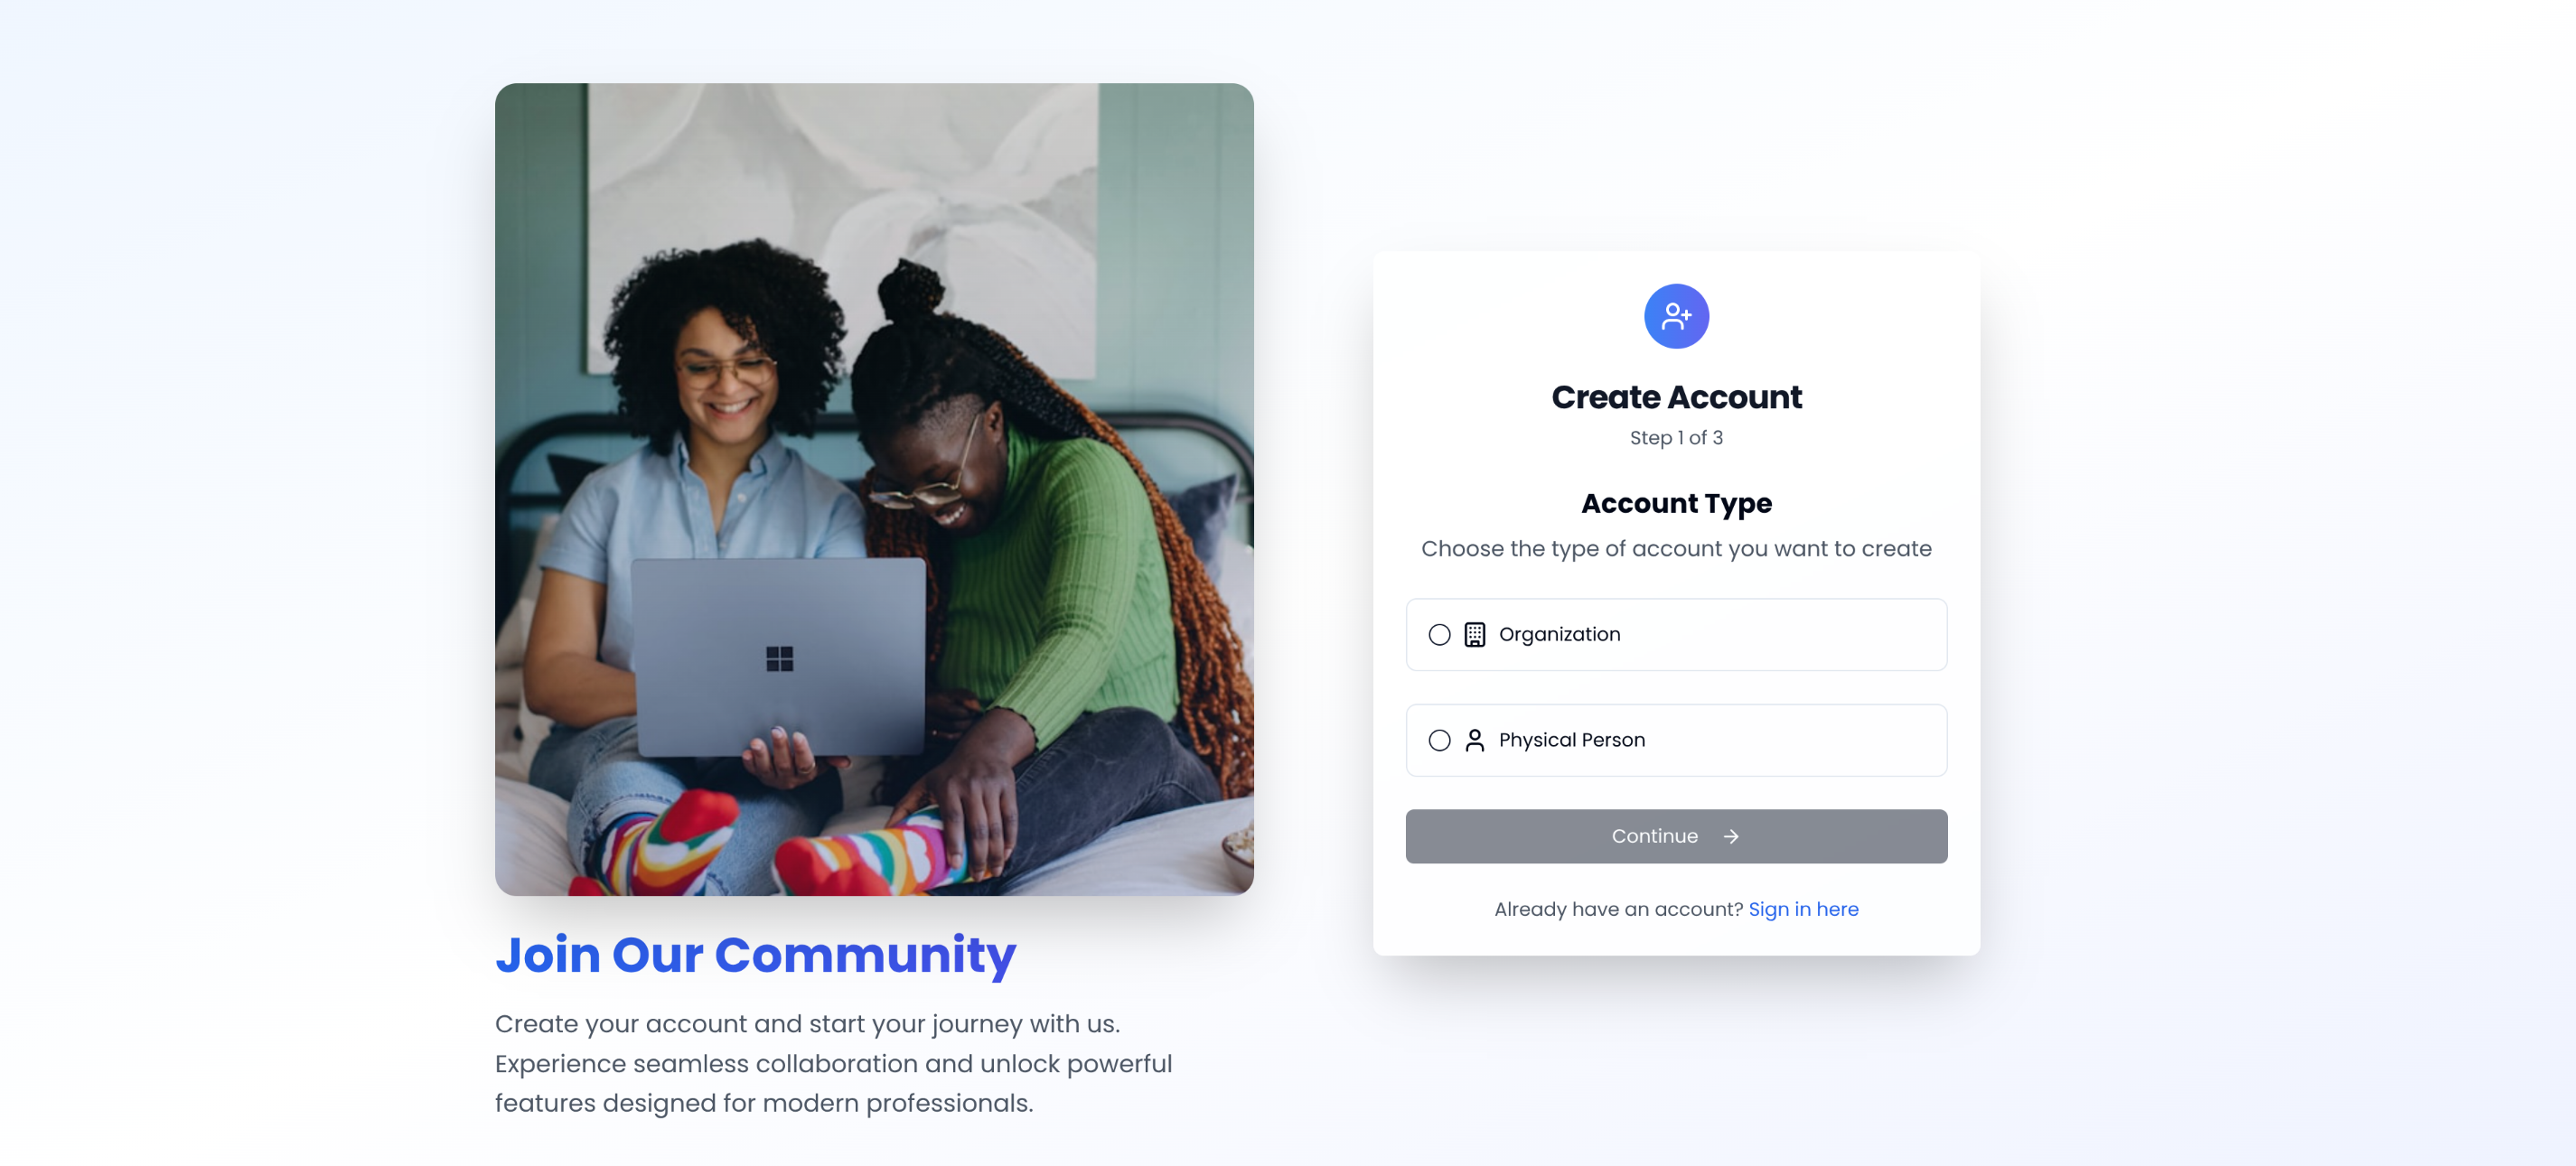 Join Our Community
Create your account and start your journey with us.
Experience seamless collaboration and unlock powerful
features designed for modern professionals.
Create Account
Step 1 of 3
Account Type
Choose the type of account you want to create
Organization
Physical Person
Continue
Already have an account? Sign in here